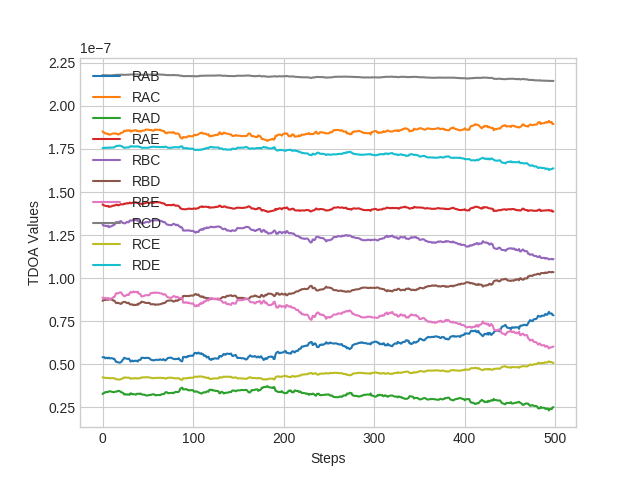 1e−7
2.25
2.00
1.75
1.50
1.25
1.00
0.75
0.50
0.25
TDOA Values
RAB
RAC
RAD
RAE
RBC
RBD
RBE
RCD
RCE
RDE
0 100 200 300 400 500
Steps